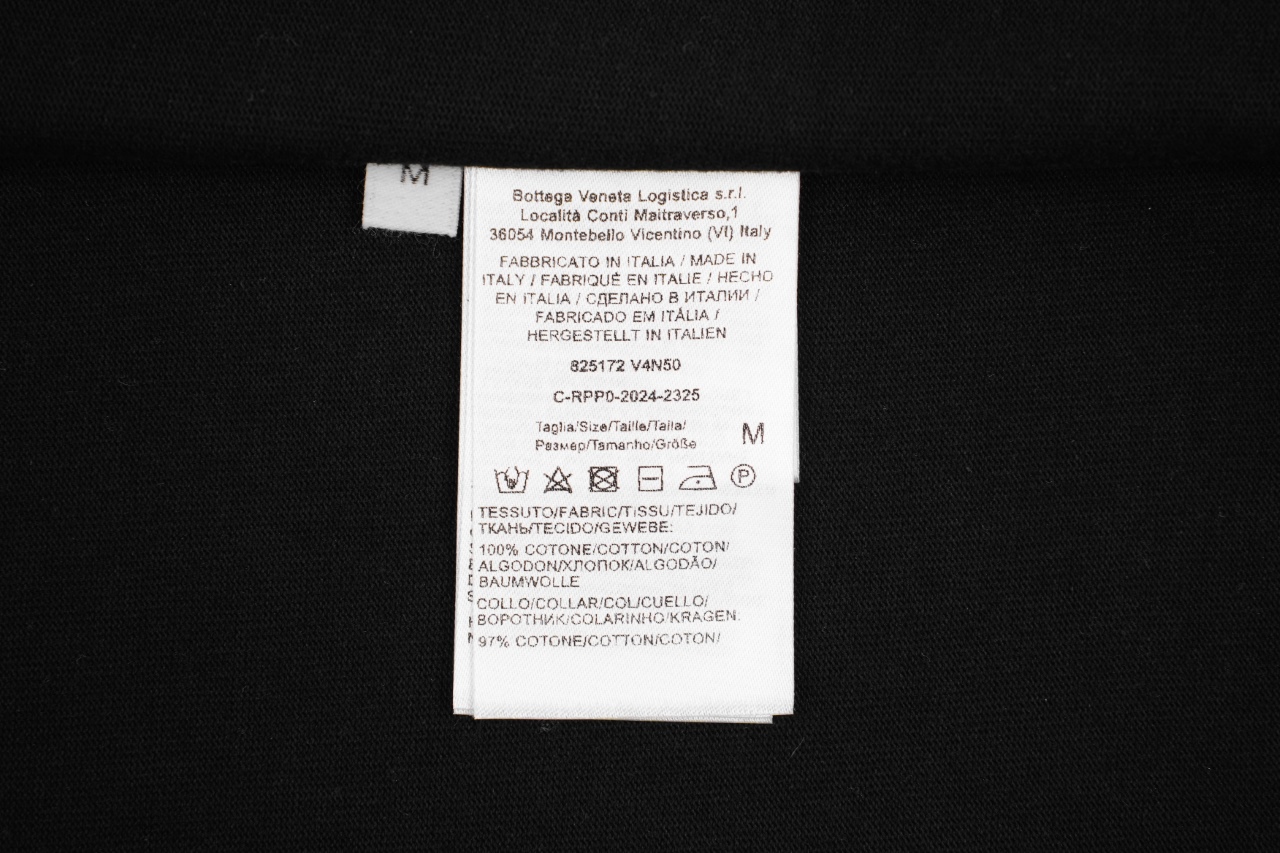 M
Bottega Veneta Logistica s.r.l.
Località Conti Maltraverso,1
36054 Montebello Vicentino (VI) Italy
FABBRICATO IN ITALIA / MADE IN
ITALY / FABRIQUÉ EN ITALIE / HECHO
EN ITALIA / СДЕЛАНО В ИТАЛИИ /
FABRICADO EM ITÁLIA /
HERGESTELLT IN ITALIEN
825172 V4N50
C-RPP0-2024-2325
Taglia/Size/Taille/Talla/
Размер/Tamanho/Größe
M
P
TESSUTO/FABRIC/TISSU/TEJIDO/
ТКАНЬ/TECIDO/GEWEBE:
100% COTONE/COTTON/COTON/
ALGODON/ХЛОПОК/ALGODÃO/
BAUMWOLLE
COLLO/COLLAR/COL/CUELLO/
ВОРОТНИК/COLARINHO/KRAGEN:
97% COTONE/COTTON/COTON/